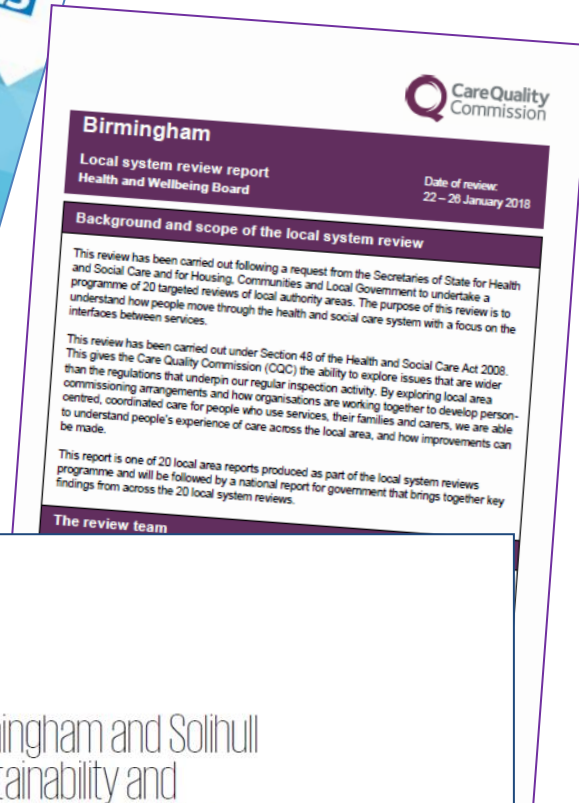 CareQuality
Commission
Birmingham
Local system review report
Health and Wellbeing Board
Date of review:
22 – 26 January 2018
Background and scope of the local system review
This review has been carried out following a request from the Secretaries of State for Health
and Social Care and for Housing, Communities and Local Government to undertake a
programme of 20 targeted reviews of local authority areas. The purpose of this review is to
understand how people move through the health and social care system with a focus on the
interfaces between services.
This review has been carried out under Section 48 of the Health and Social Care Act 2008.
This gives the Care Quality Commission (CQC) the ability to explore issues that are wider
than the regulations that underpin our regular inspection activity. By exploring local area
commissioning arrangements and how organisations are working together to develop person-
centred, coordinated care for people who use services, their families and carers, we are able
to understand people's experience of care across the local area, and how improvements can
be made.
This report is one of 20 local area reports produced as part of the local system reviews
programme and will be followed by a national report for government that brings together key
findings from across the 20 local system reviews.
The review team
ingham and Solihull
tainability and